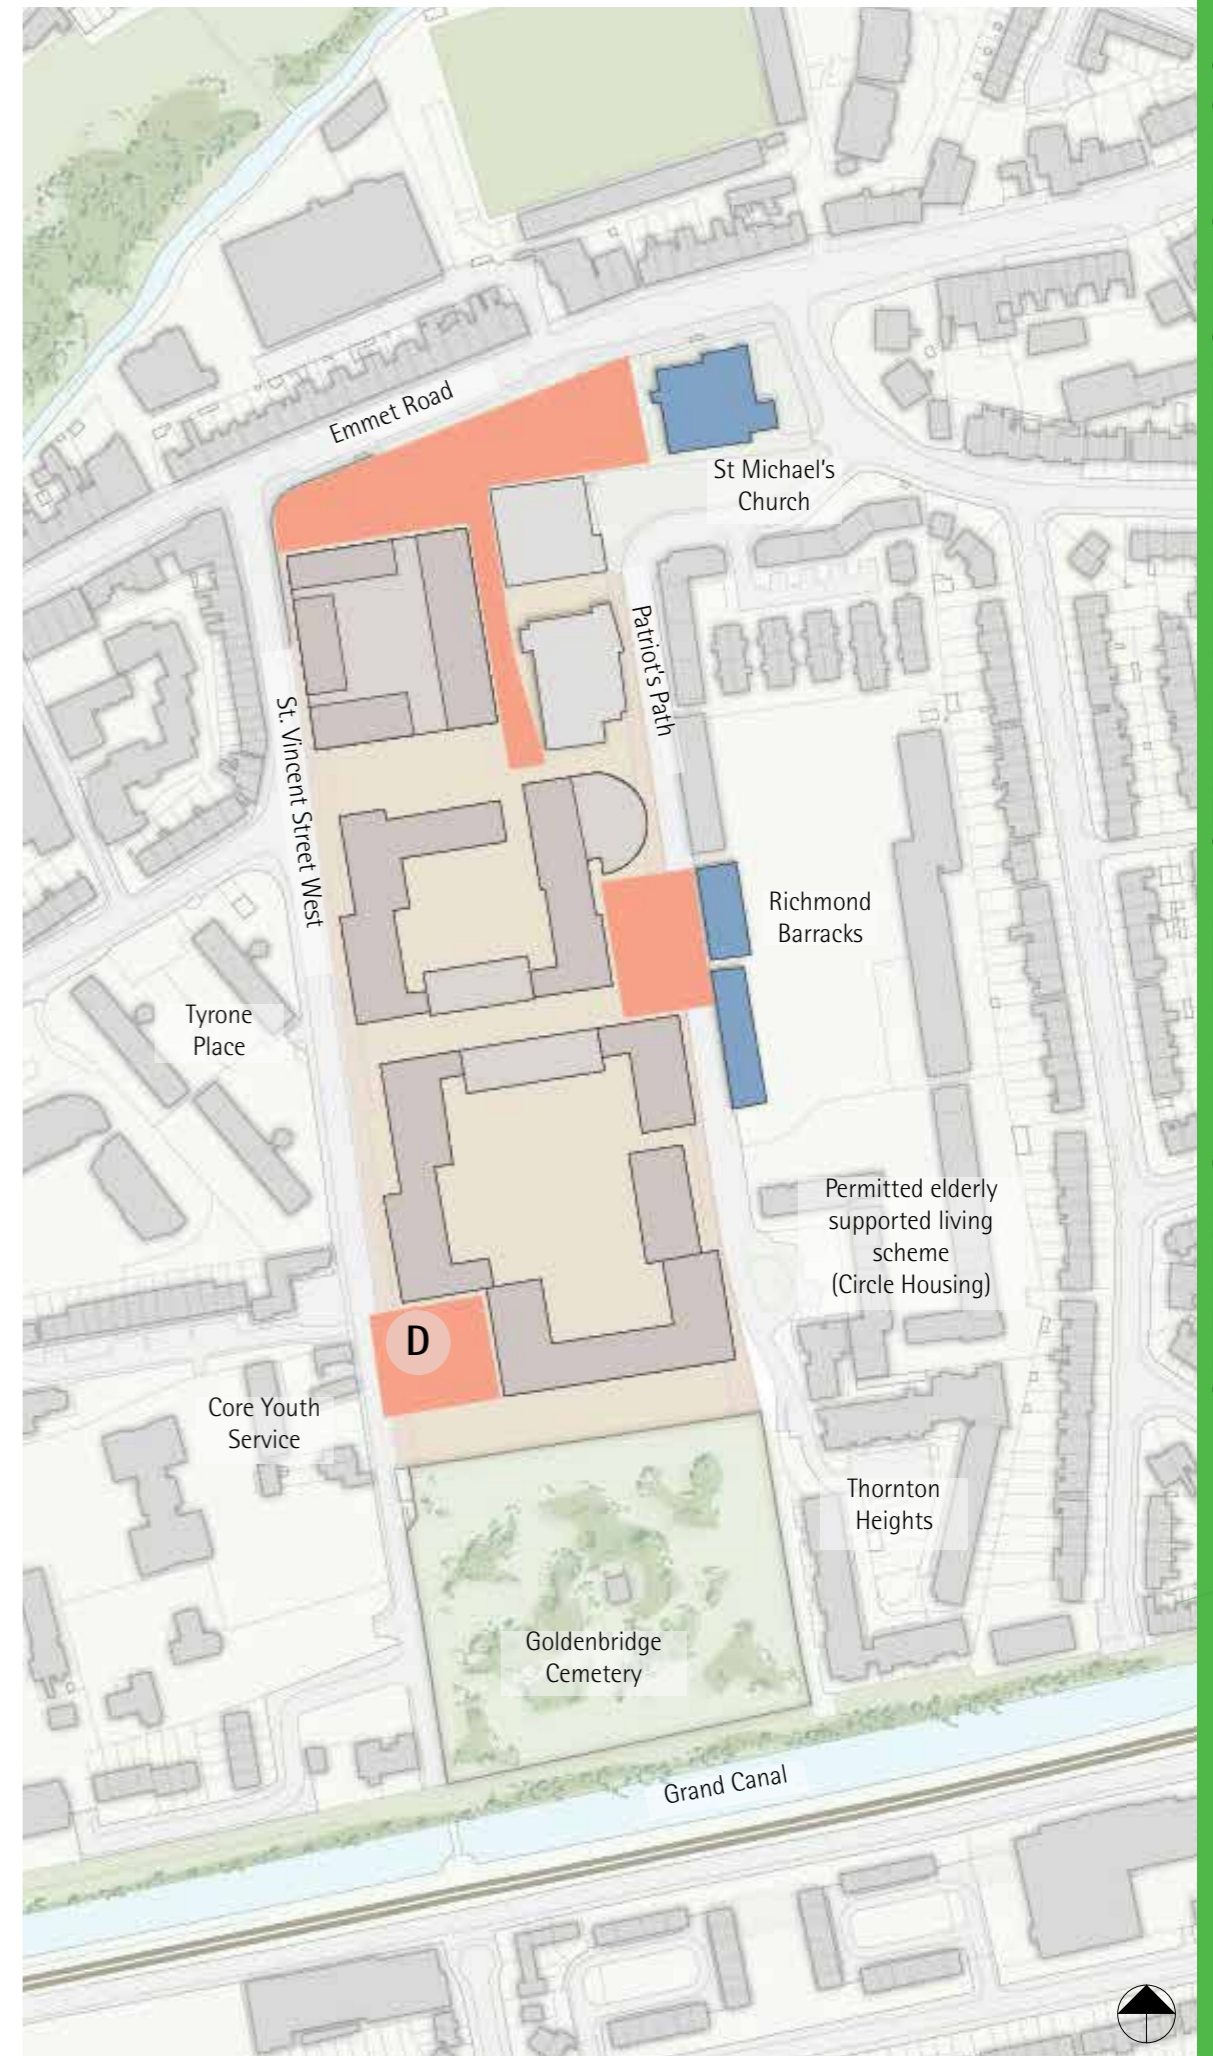 Emmet Road
St Michael's
Church
Patriot's Path
St. Vincent Street West
Richmond
Barracks
Tyrone
Place
Permitted elderly
supported living
scheme
(Circle Housing)
D
Core Youth
Service
Thornton
Heights
Goldenbridge
Cemetery
Grand Canal